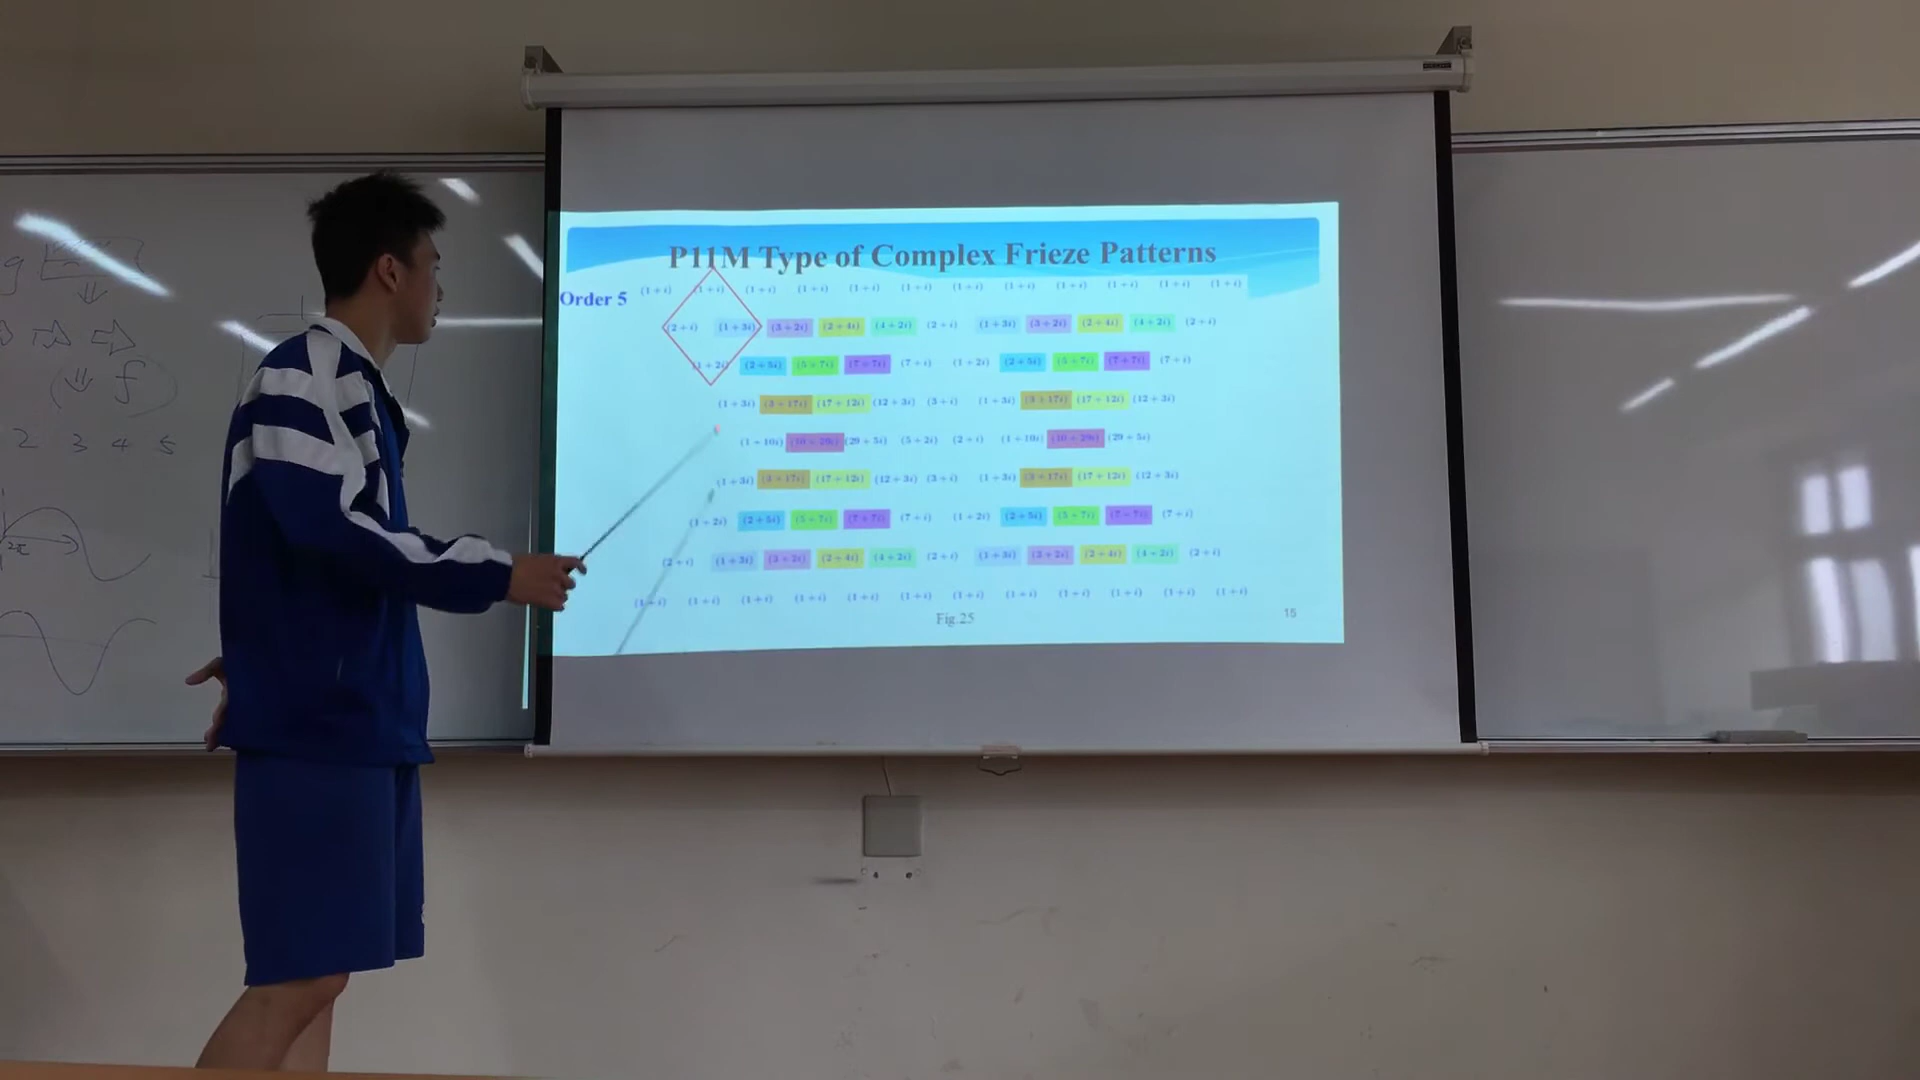 P11M Type of Complex Frieze Patterns
Order 5
(1+i) (1+i) (1+i) (1+i) (1+i) (1+i) (1+i) (1+i) (1+i) (1+i) (1+i) (1+i)
(2+i) (1+3i) (3+2i) (2+4i) (4+2i) (2+i) (1+3i) (3+2i) (2+4i) (4+2i) (2+i)
(1+2i) (2+5i) (5+7i) (7+7i) (7+i) (1+2i) (2+5i) (5+7i) (7+7i) (7+i)
(1+3i) (3+17i) (17+12i) (12+3i) (3+i) (1+3i) (3+17i) (17+12i) (12+3i)
(1+10i) (10+29i) (29+5i) (5+2i) (2+i) (1+10i) (10+29i) (29+5i)
(1+3i) (3+17i) (17+12i) (12+3i) (3+i) (1+3i) (3+17i) (17+12i) (12+3i)
(1+2i) (2+5i) (5+7i) (7+7i) (7+i) (1+2i) (2+5i) (5+7i) (7+7i) (7+i)
(2+i) (1+3i) (3+2i) (2+4i) (4+2i) (2+i) (1+3i) (3+2i) (2+4i) (4+2i) (2+i)
(1+i) (1+i) (1+i) (1+i) (1+i) (1+i) (1+i) (1+i) (1+i) (1+i) (1+i) (1+i)
Fig.25
15
g
f
2 3 4 5
2π